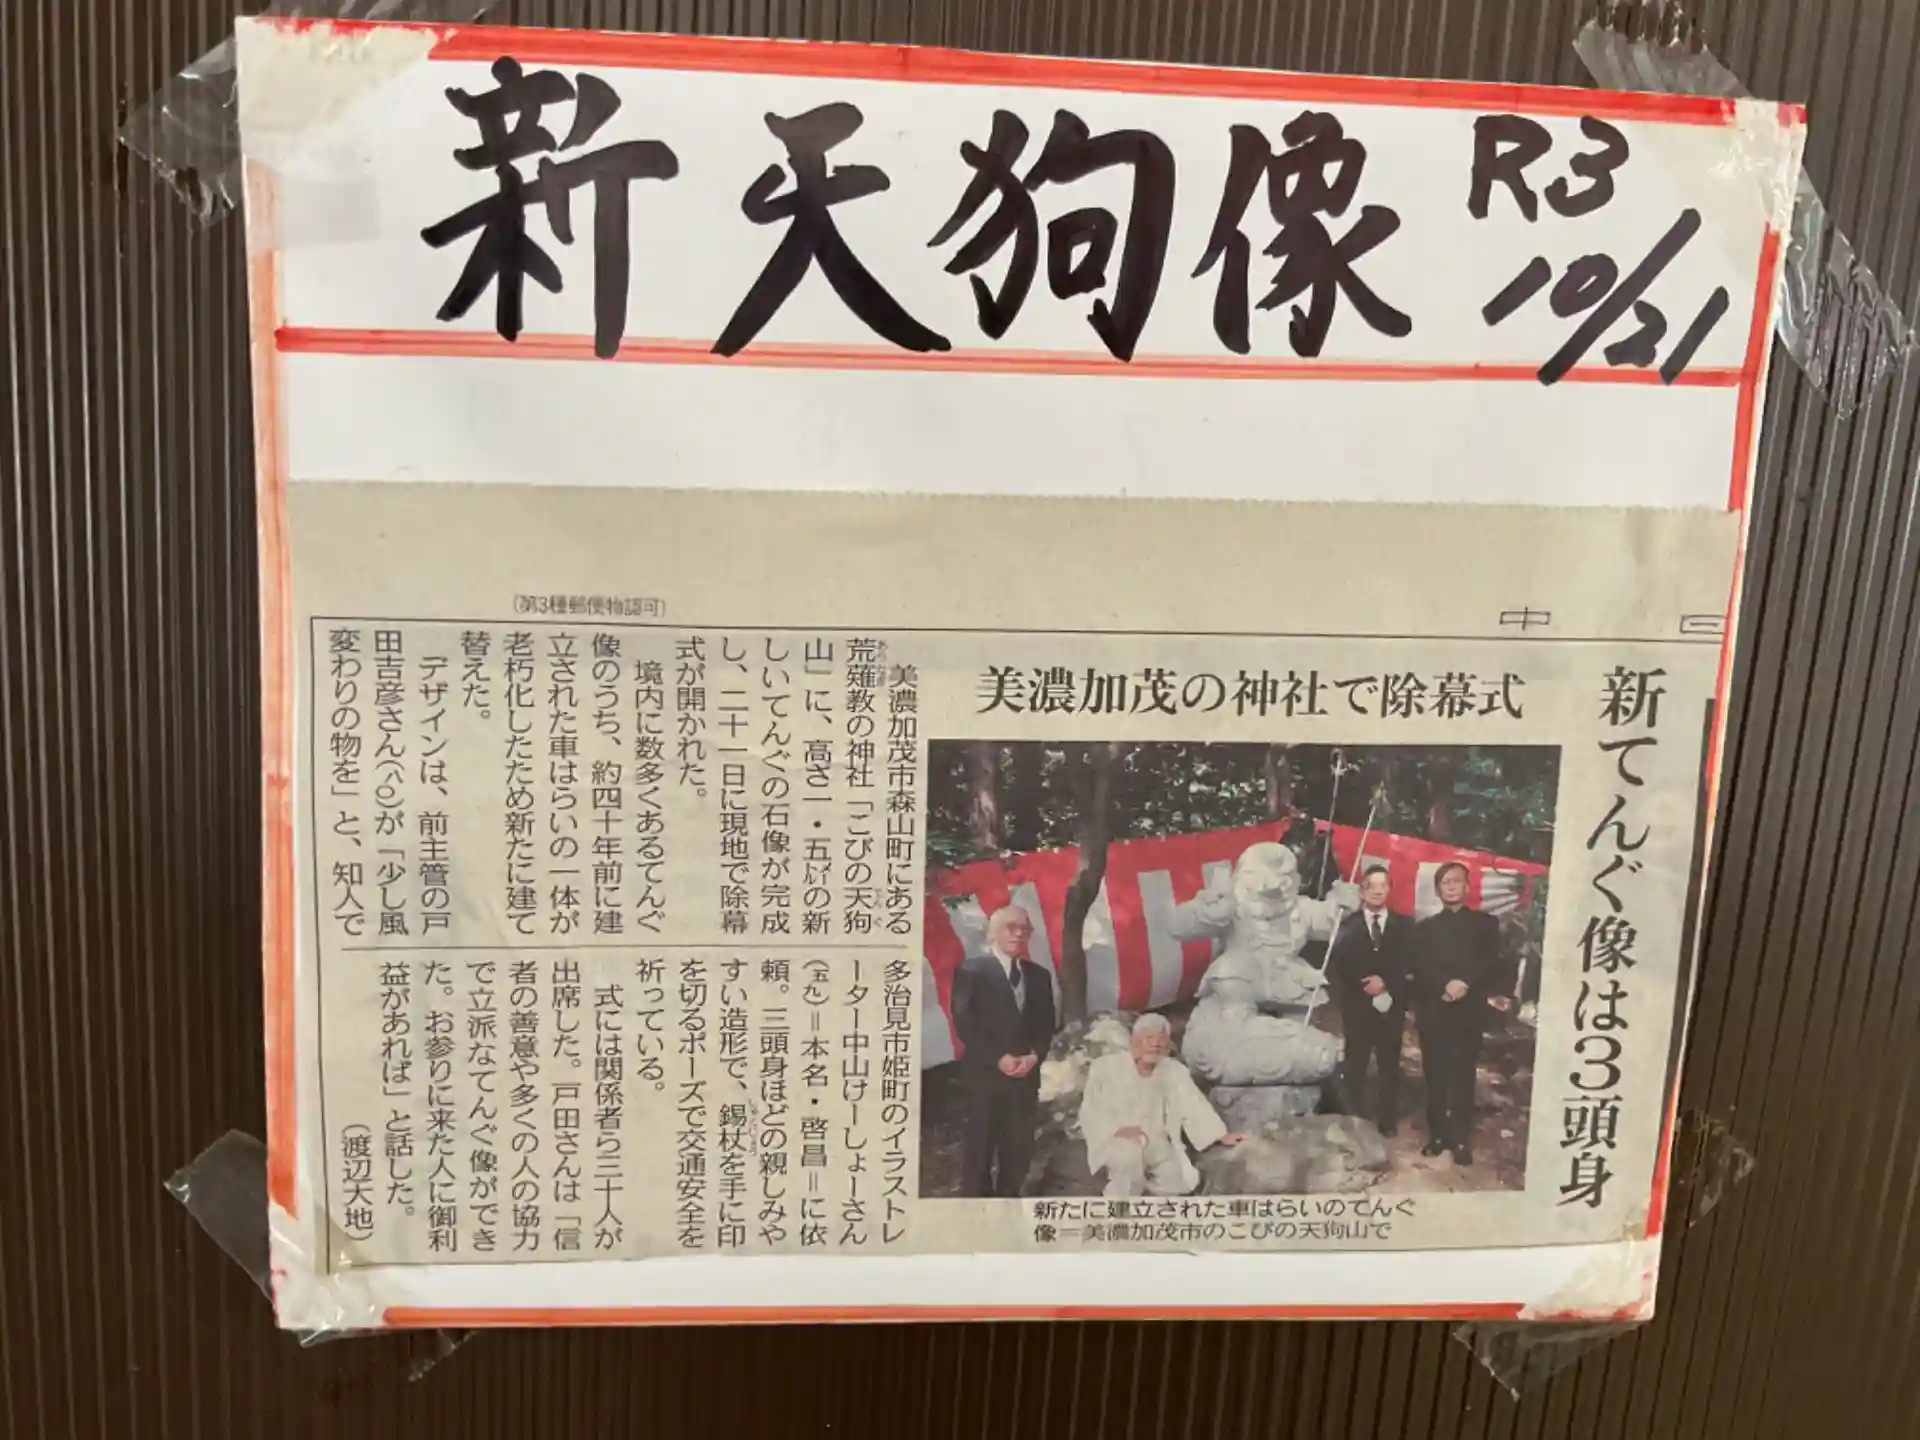 新天狗像
R3
10/21
(第3種郵便物認可)
中日
新てんぐ像は3頭身
美濃加茂の神社で除幕式
美濃加茂市森山町にある
荒薙教の神社「こびの天狗
山」に、高さ一・五㍍の新
しいてんぐの石像が完成
し、二十一日に現地で除幕
式が開かれた。
境内に数多くあるてんぐ
像のうち、約四十年前に建
立された車はらいの一体が
老朽化したため新たに建て
替えた。
デザインは、前主管の戸
田吉彦さん(八〇)が「少し風
変わりの物を」と、知人で
多治見市姫町のイラストレ
ーター中山けーしょーさん
(五九)=本名・啓昌=に依
頼。三頭身ほどの親しみや
すい造形で、錫杖を手に印
を切るポーズで交通安全を
祈っている。
式には関係者ら三十人が
出席した。戸田さんは「信
者の善意や多くの人の協力
で立派なてんぐ像ができ
た。お参りに来た人に御利
益があれば」と話した。
(渡辺大地)
新たに建立された車はらいのてんぐ
像=美濃加茂市のこびの天狗山で